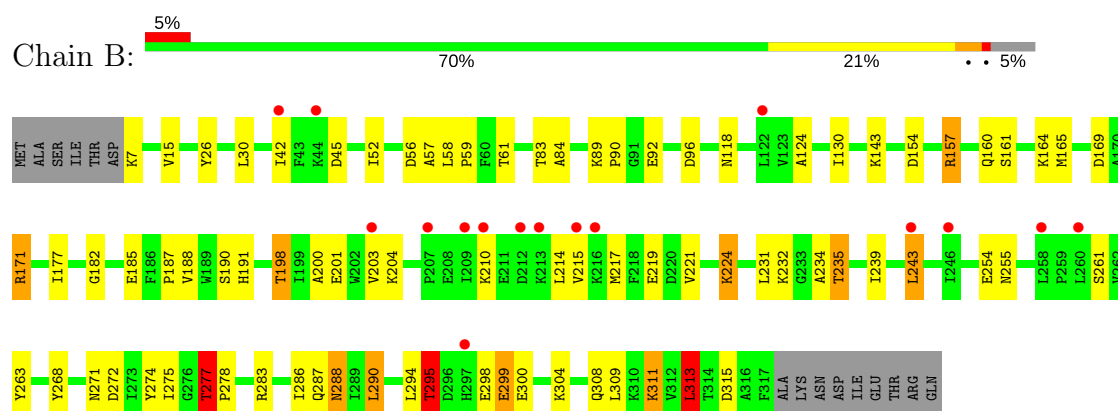 5%
Chain B:
70% 21% • • 5%
MET ALA SER ILE THR ASP K7 V15 Y26 L30 I42 F43 K44 D45 I52 D56 A57 L58 P59 F60 T61 T83 A84 K89 P90 G91 E92 D96 N118 L122 V123 A124 I130 K143 D154 R157 Q160 S161 K164 M165 D169 A170
R171 I177 G182 E185 F186 P187 V188 W189 S190 H191 T198 I199 A200 E201 W202 V203 K204 P207 E208 I209 K210 E211 D212 K213 L214 V215 K216 M217 F218 E219 D220 V221 K224 L231 K232 G233 A234 T235 I239 L243 I246 E254 N255 L258 P259 L260 S261
Y263 Y268 N271 D272 I273 Y274 I275 G276 T277 P278 R283 I286 Q287 N288 I289 L290 L294 T295 D296 H297 E298 E299 E300 K304 Q308 L309 K310 K311 V312 L313 T314 D315 A316 F317 ALA LYS ASN ASP ILE GLU THR ARG GLN